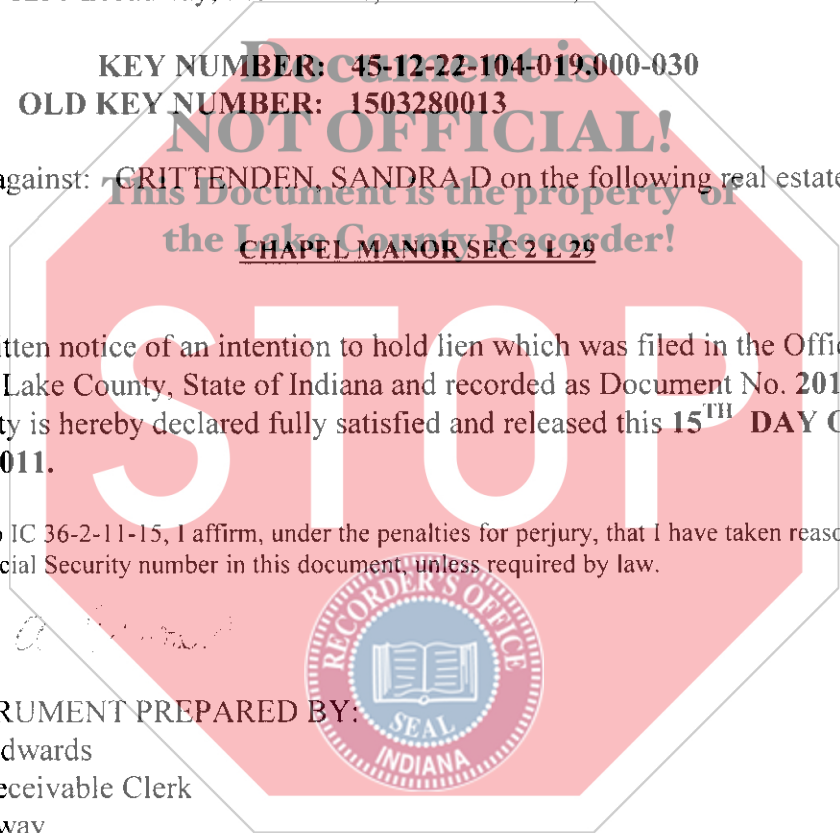 KEY NUMBER: 45-12-22-104-019.000-030
OLD KEY NUMBER: 1503280013
Document is
NOT OFFICIAL!
This Document is the property of
the Lake County Recorder!
against: CRITTENDEN, SANDRA D on the following real estate
CHAPEL MANOR SEC 2 L 29
STOP
itten notice of an intention to hold lien which was filed in the Offi
Lake County, State of Indiana and recorded as Document No. 201
ty is hereby declared fully satisfied and released this 15TH DAY
011.
IC 36-2-11-15, I affirm, under the penalties for perjury, that I have taken reaso
cial Security number in this document, unless required by law.
RECORDER'S OFFICE
SEAL
INDIANA
RUMENT PREPARED BY:
dwards
eceivable Clerk
way